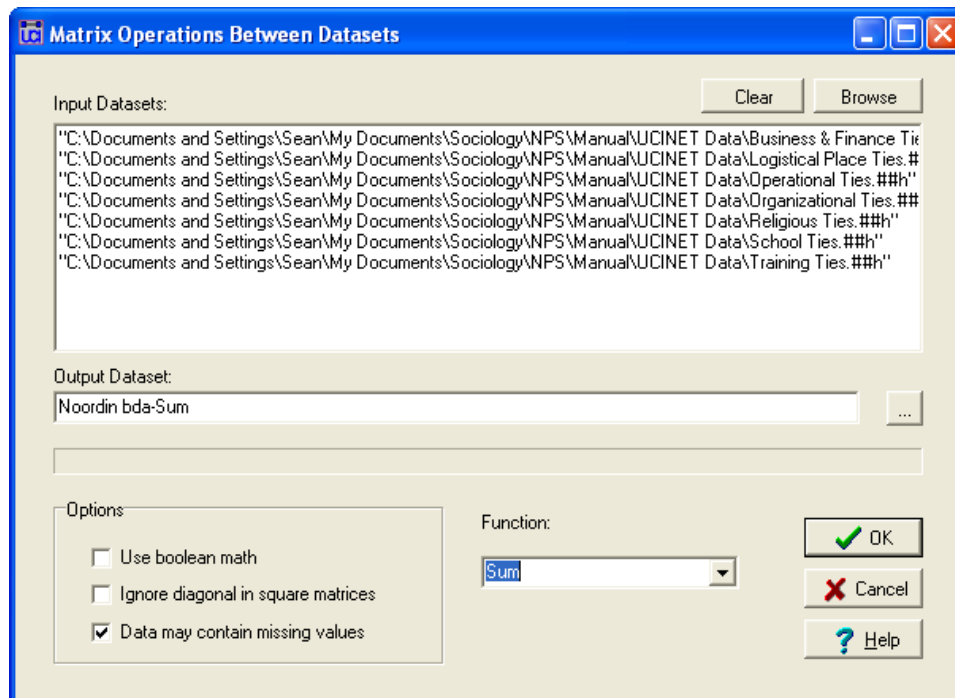 Matrix Operations Between Datasets
Input Datasets:
Clear
Browse
"C:\Documents and Settings\Sean\My Documents\Sociology\NPS\Manual\UCINET Data\Business & Finance Tie
"C:\Documents and Settings\Sean\My Documents\Sociology\NPS\Manual\UCINET Data\Logistical Place Ties.#
"C:\Documents and Settings\Sean\My Documents\Sociology\NPS\Manual\UCINET Data\Operational Ties.##h"
"C:\Documents and Settings\Sean\My Documents\Sociology\NPS\Manual\UCINET Data\Organizational Ties.##
"C:\Documents and Settings\Sean\My Documents\Sociology\NPS\Manual\UCINET Data\Religious Ties.##h"
"C:\Documents and Settings\Sean\My Documents\Sociology\NPS\Manual\UCINET Data\School Ties.##h"
"C:\Documents and Settings\Sean\My Documents\Sociology\NPS\Manual\UCINET Data\Training Ties.##h"
Output Dataset:
Noordin bda-Sum
...
Options
Use boolean math
Ignore diagonal in square matrices
Data may contain missing values
Function:
Sum
OK
Cancel
Help